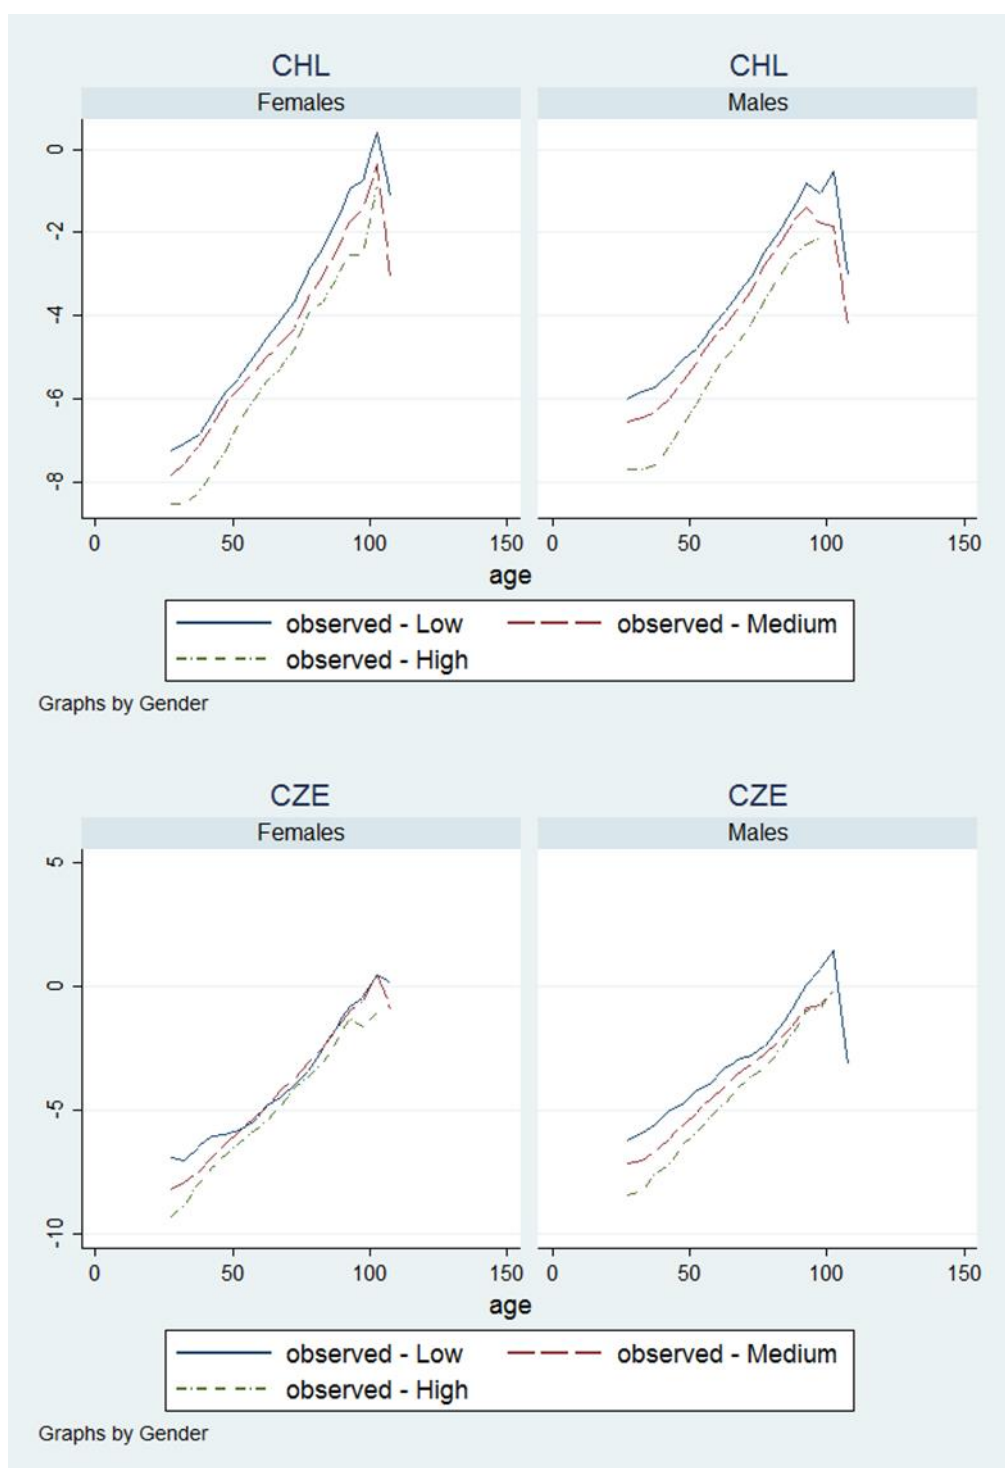 CHL CHL
Females Males
0
-2
-4
-6
-8
0 50 100 150 0 50 100 150
age
observed - Low observed - Medium
observed - High
Graphs by Gender
CZE CZE
Females Males
5
0
-5
-10
0 50 100 150 0 50 100 150
age
observed - Low observed - Medium
observed - High
Graphs by Gender